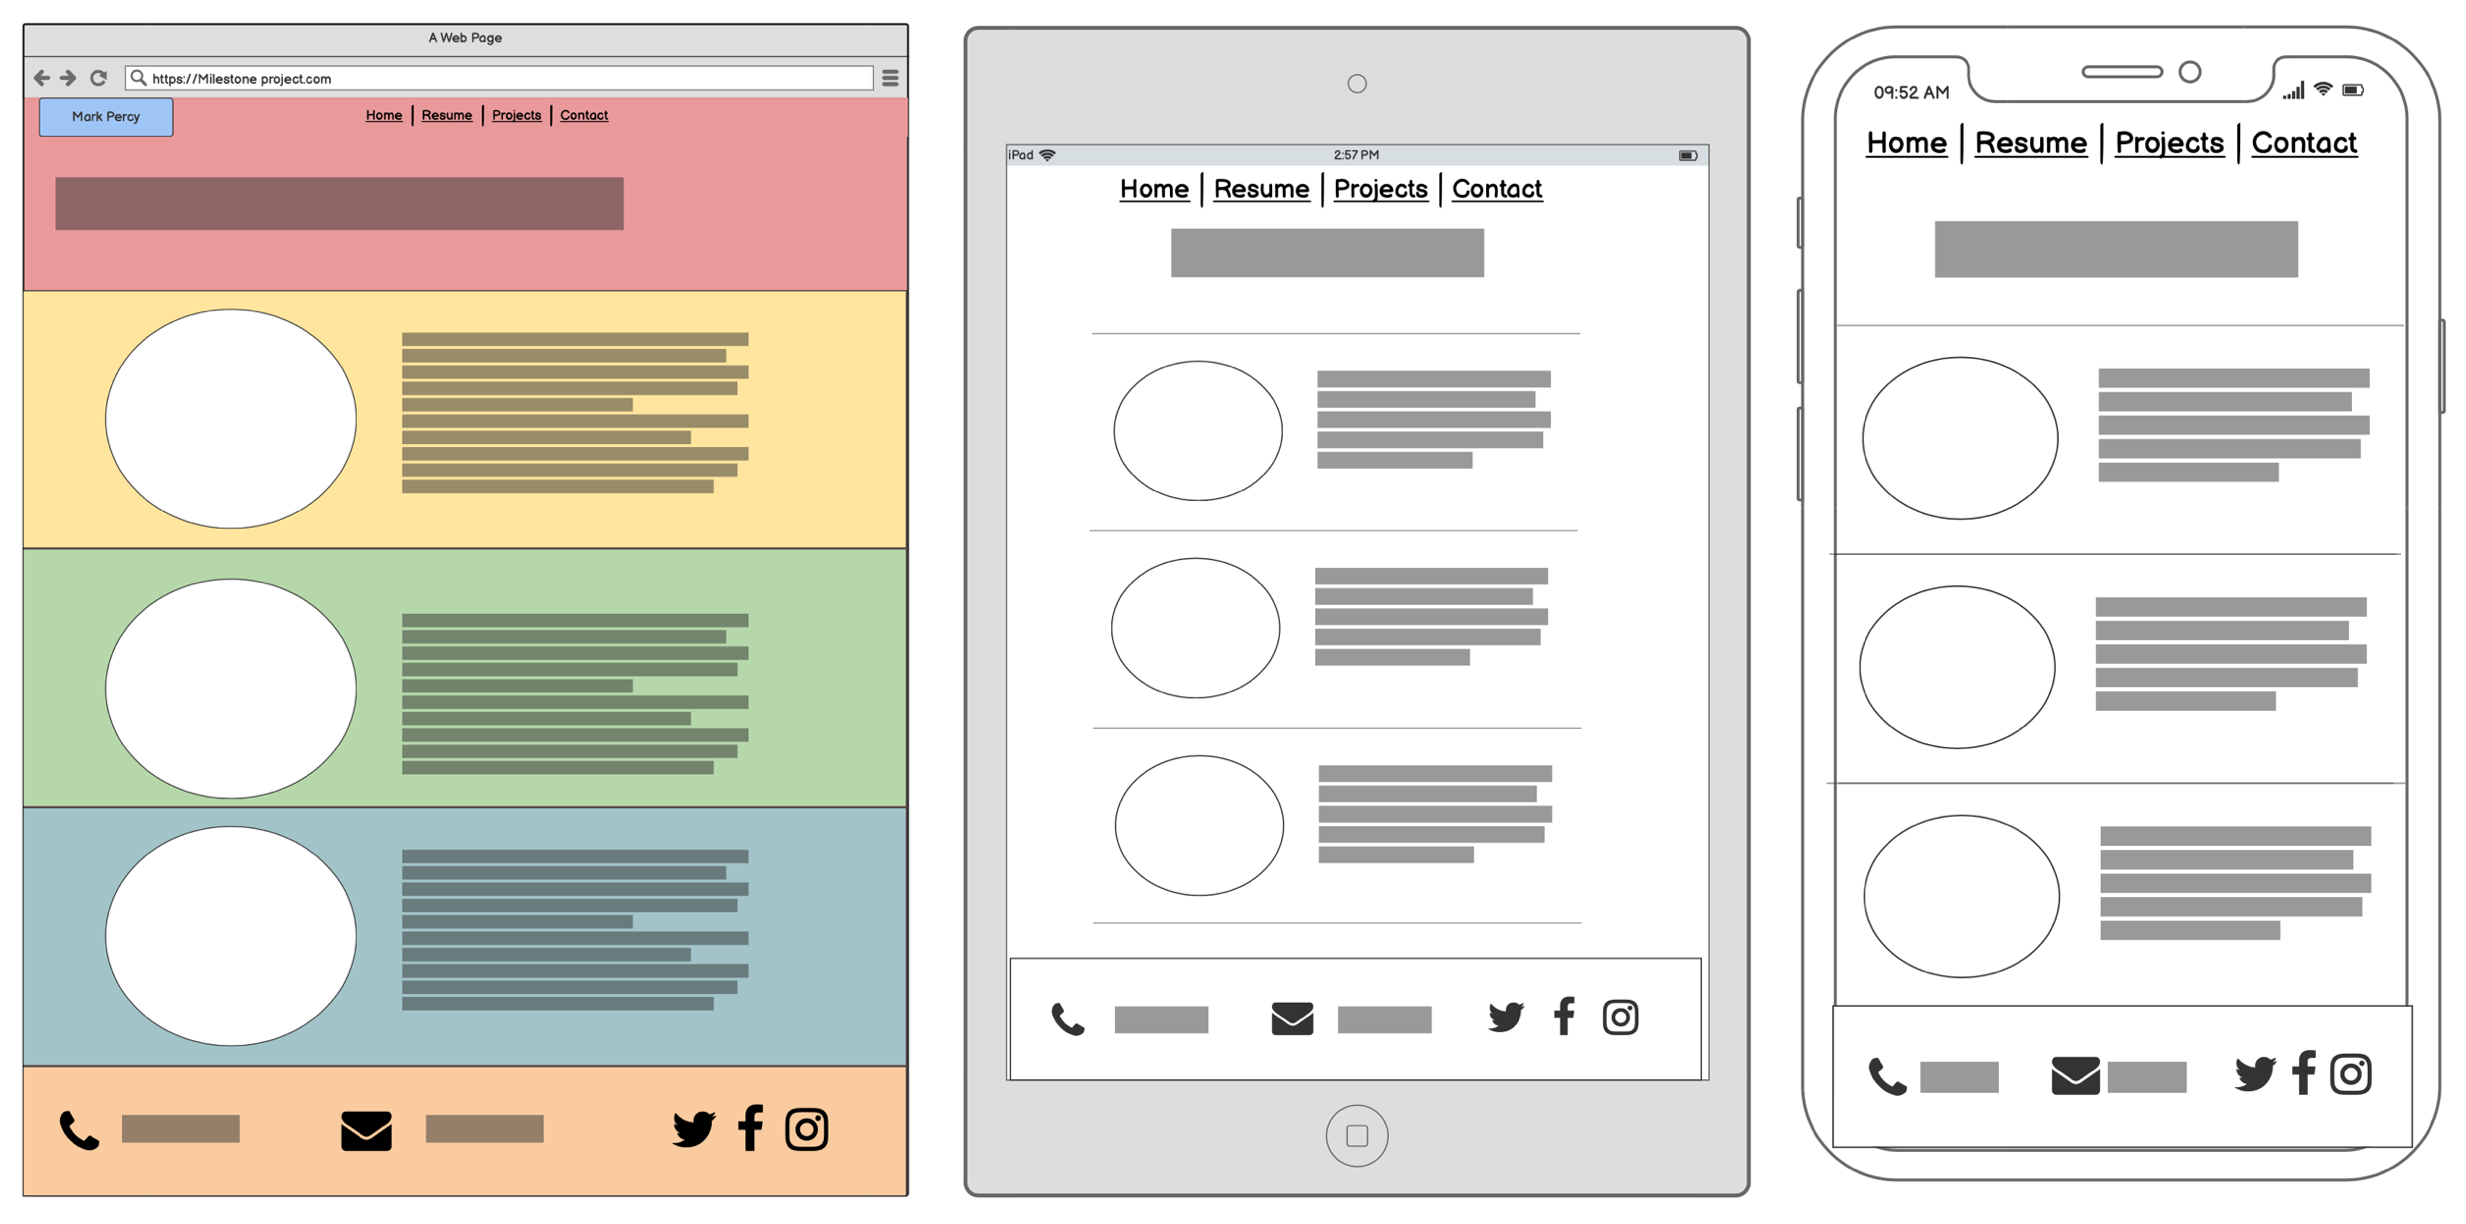 A Web Page
https://Milestone project.com
Mark Percy
Home | Resume | Projects | Contact
iPad
2:57 PM
Home | Resume | Projects | Contact
09:52 AM
Home | Resume | Projects | Contact